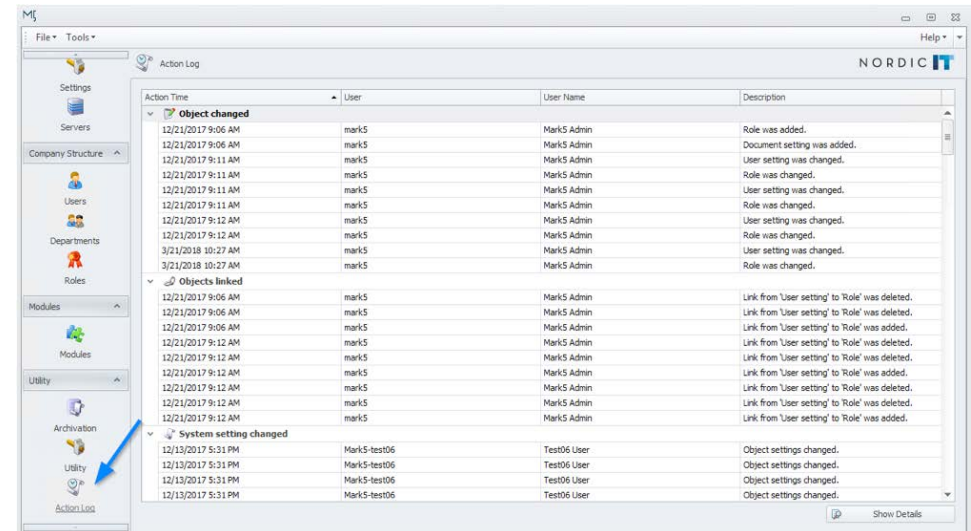 M5
File Tools Help
Settings
Servers
Company Structure
Users
Departments
Roles
Modules
Modules
Utility
Archivation
Utility
Action Log
Action Log NORDIC IT
Action Time User User Name Description
Object changed
12/21/2017 9:06 AM mark5 Mark5 Admin Role was added.
12/21/2017 9:06 AM mark5 Mark5 Admin Document setting was added.
12/21/2017 9:11 AM mark5 Mark5 Admin User setting was changed.
12/21/2017 9:11 AM mark5 Mark5 Admin Role was changed.
12/21/2017 9:11 AM mark5 Mark5 Admin User setting was changed.
12/21/2017 9:11 AM mark5 Mark5 Admin Role was changed.
12/21/2017 9:12 AM mark5 Mark5 Admin User setting was changed.
12/21/2017 9:12 AM mark5 Mark5 Admin Role was changed.
3/21/2018 10:27 AM mark5 Mark5 Admin User setting was changed.
3/21/2018 10:27 AM mark5 Mark5 Admin Role was changed.
Objects linked
12/21/2017 9:06 AM mark5 Mark5 Admin Link from 'User setting' to 'Role' was deleted.
12/21/2017 9:06 AM mark5 Mark5 Admin Link from 'User setting' to 'Role' was deleted.
12/21/2017 9:06 AM mark5 Mark5 Admin Link from 'User setting' to 'Role' was added.
12/21/2017 9:12 AM mark5 Mark5 Admin Link from 'User setting' to 'Role' was deleted.
12/21/2017 9:12 AM mark5 Mark5 Admin Link from 'User setting' to 'Role' was deleted.
12/21/2017 9:12 AM mark5 Mark5 Admin Link from 'User setting' to 'Role' was added.
12/21/2017 9:12 AM mark5 Mark5 Admin Link from 'User setting' to 'Role' was deleted.
12/21/2017 9:12 AM mark5 Mark5 Admin Link from 'User setting' to 'Role' was deleted.
12/21/2017 9:12 AM mark5 Mark5 Admin Link from 'User setting' to 'Role' was added.
System setting changed
12/13/2017 5:31 PM Mark5-test06 Test06 User Object settings changed.
12/13/2017 5:31 PM Mark5-test06 Test06 User Object settings changed.
12/13/2017 5:31 PM Mark5-test06 Test06 User Object settings changed.
12/13/2017 5:31 PM Mark5-test06 Test06 User Object settings changed.
Show Details